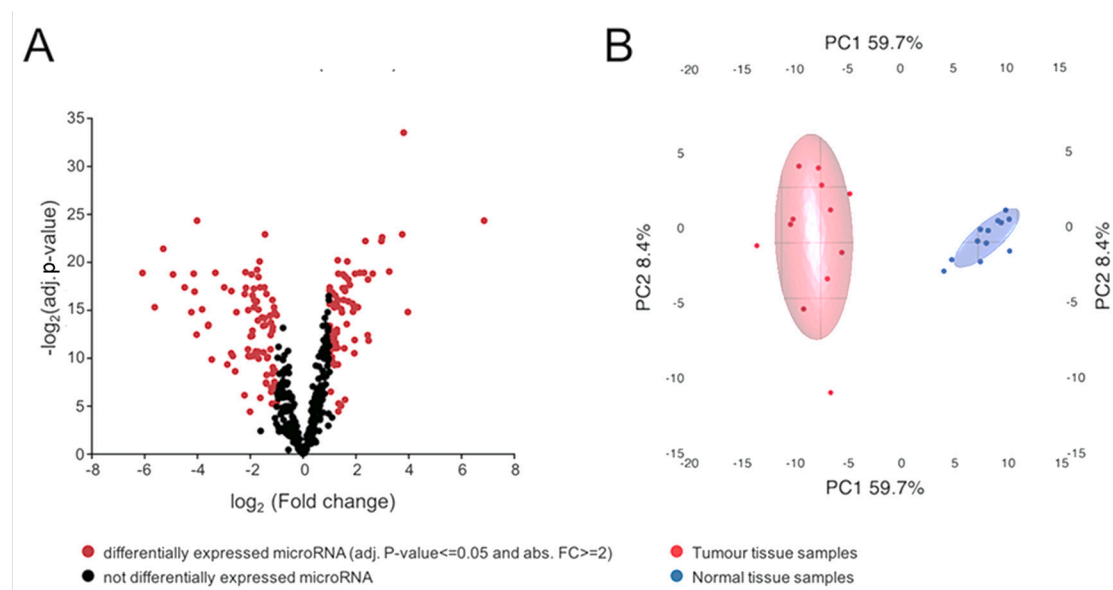 A
35
30
25
20
15
10
5
0
-8 -6 -4 -2 0 2 4 6 8
-log2(adj. p-value)
log2 (Fold change)
differentially expressed microRNA (adj. P-value<=0.05 and abs. FC>=2)
not differentially expressed microRNA
B
PC1 59.7%
-20 -15 -10 -5 0 5 10 15
5 5
0 0
-5 -5
-10 -10
-15 -15
PC2 8.4%
PC2 8.4%
-20 -15 -10 -5 0 5 10 15
PC1 59.7%
Tumour tissue samples
Normal tissue samples